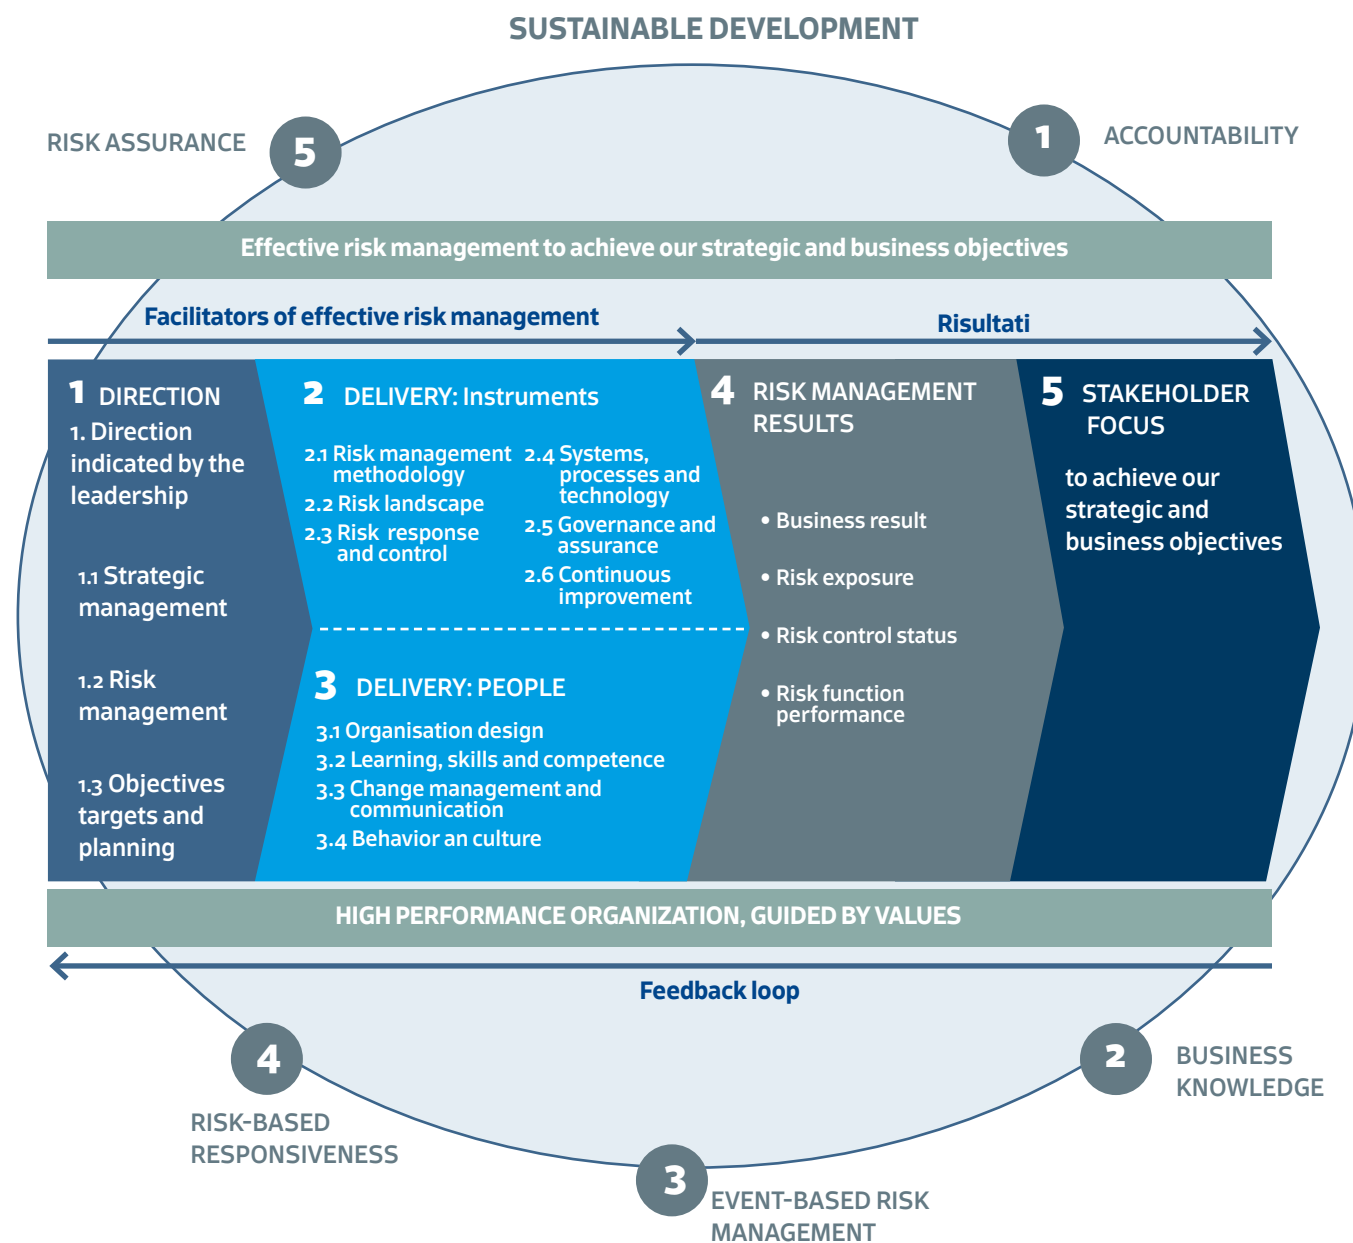 SUSTAINABLE DEVELOPMENT
RISK ASSURANCE
5
1
ACCOUNTABILITY
Effective risk management to achieve our strategic and business objectives
Facilitators of effective risk management
Risultati
1 DIRECTION
1. Direction
indicated by the
leadership
1.1 Strategic
management
1.2 Risk
management
1.3 Objectives
targets and
planning
2 DELIVERY: Instruments
2.1 Risk management
methodology
2.2 Risk landscape
2.3 Risk response
and control
2.4 Systems,
processes and
technology
2.5 Governance and
assurance
2.6 Continuous
improvement
3 DELIVERY: PEOPLE
3.1 Organisation design
3.2 Learning, skills and competence
3.3 Change management and
communication
3.4 Behavior an culture
4 RISK MANAGEMENT
RESULTS
• Business result
• Risk exposure
• Risk control status
• Risk function
performance
5 STAKEHOLDER
FOCUS
to achieve our
strategic and
business objectives
HIGH PERFORMANCE ORGANIZATION, GUIDED BY VALUES
Feedback loop
4
RISK-BASED
RESPONSIVENESS
2
BUSINESS
KNOWLEDGE
3
EVENT-BASED RISK
MANAGEMENT